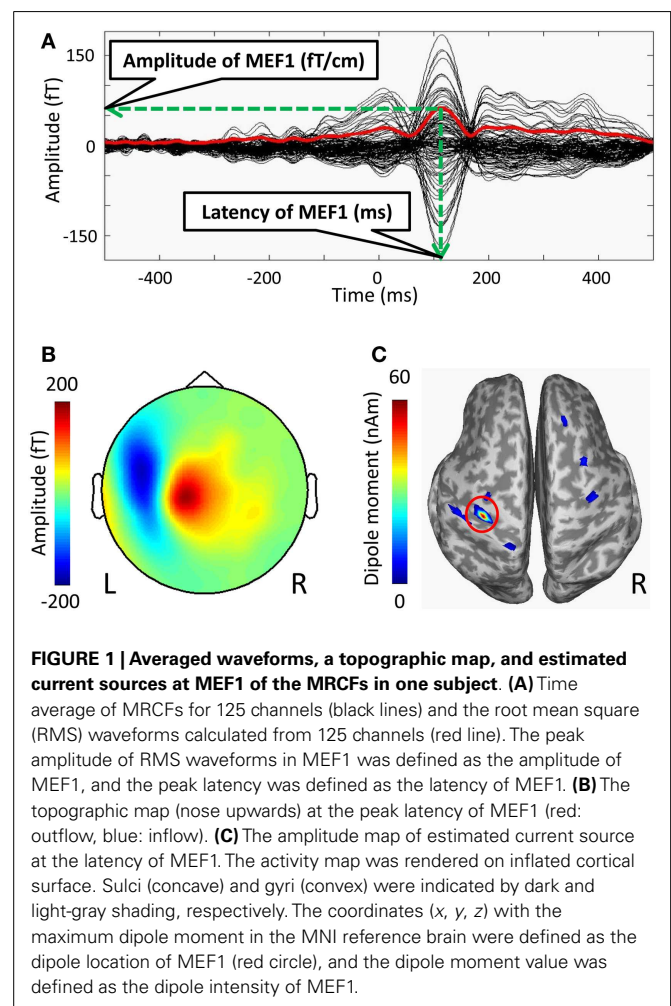 A
150
Amplitude of MEF1 (fT/cm)
Amplitude (fT)
0
Latency of MEF1 (ms)
-150
-400
-200
0
200
400
Time (ms)
B
200
Amplitude (fT)
-200
L
R
C
60
Dipole moment (nAm)
0
R
FIGURE 1 | Averaged waveforms, a topographic map, and estimated
current sources at MEF1 of the MRCFs in one subject. (A) Time
average of MRCFs for 125 channels (black lines) and the root mean square
(RMS) waveforms calculated from 125 channels (red line). The peak
amplitude of RMS waveforms in MEF1 was defined as the amplitude of
MEF1, and the peak latency was defined as the latency of MEF1. (B) The
topographic map (nose upwards) at the peak latency of MEF1 (red:
outflow, blue: inflow). (C) The amplitude map of estimated current source
at the latency of MEF1. The activity map was rendered on inflated cortical
surface. Sulci (concave) and gyri (convex) were indicated by dark and
light-gray shading, respectively. The coordinates (x, y, z) with the
maximum dipole moment in the MNI reference brain were defined as the
dipole location of MEF1 (red circle), and the dipole moment value was
defined as the dipole intensity of MEF1.